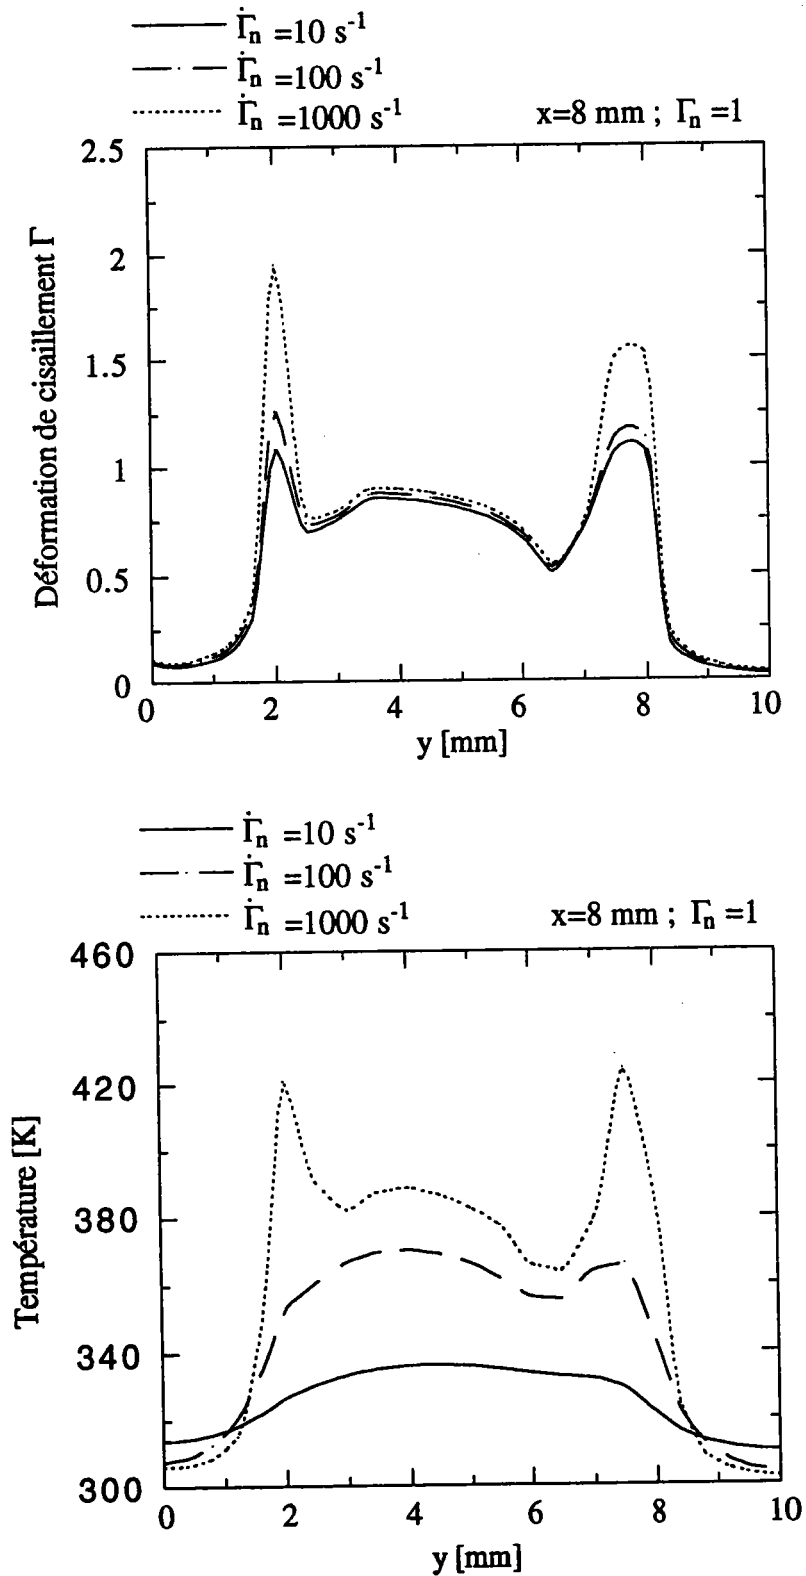 Γ̇n =10 s-1
Γ̇n =100 s-1
Γ̇n =1000 s-1
x=8 mm ; Γn =1
2.5
2
1.5
1
0.5
0
Déformation de cisaillement Γ
0 2 4 6 8 10
y [mm]
Γ̇n =10 s-1
Γ̇n =100 s-1
Γ̇n =1000 s-1
x=8 mm ; Γn =1
460
420
380
340
300
Température [K]
0 2 4 6 8 10
y [mm]